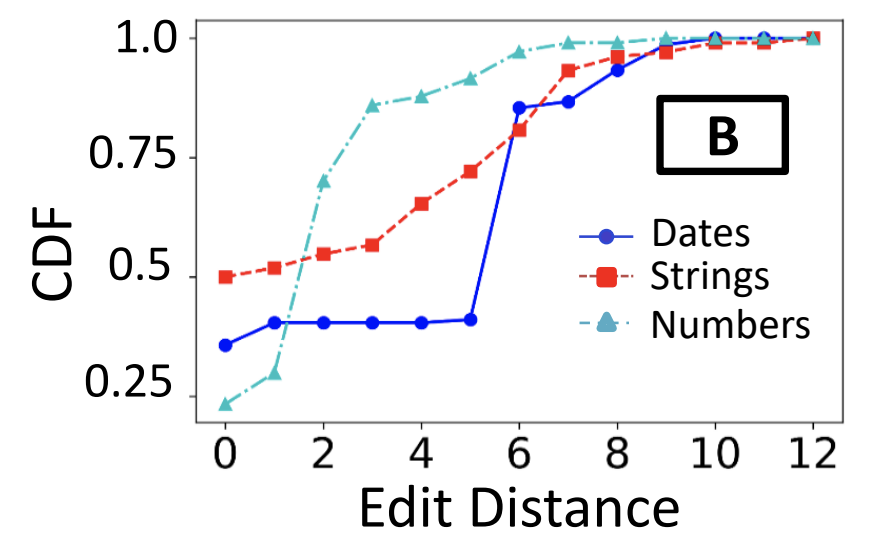 1.0
0.75
0.5
0.25
CDF
B
Dates
Strings
Numbers
0 2 4 6 8 10 12
Edit Distance